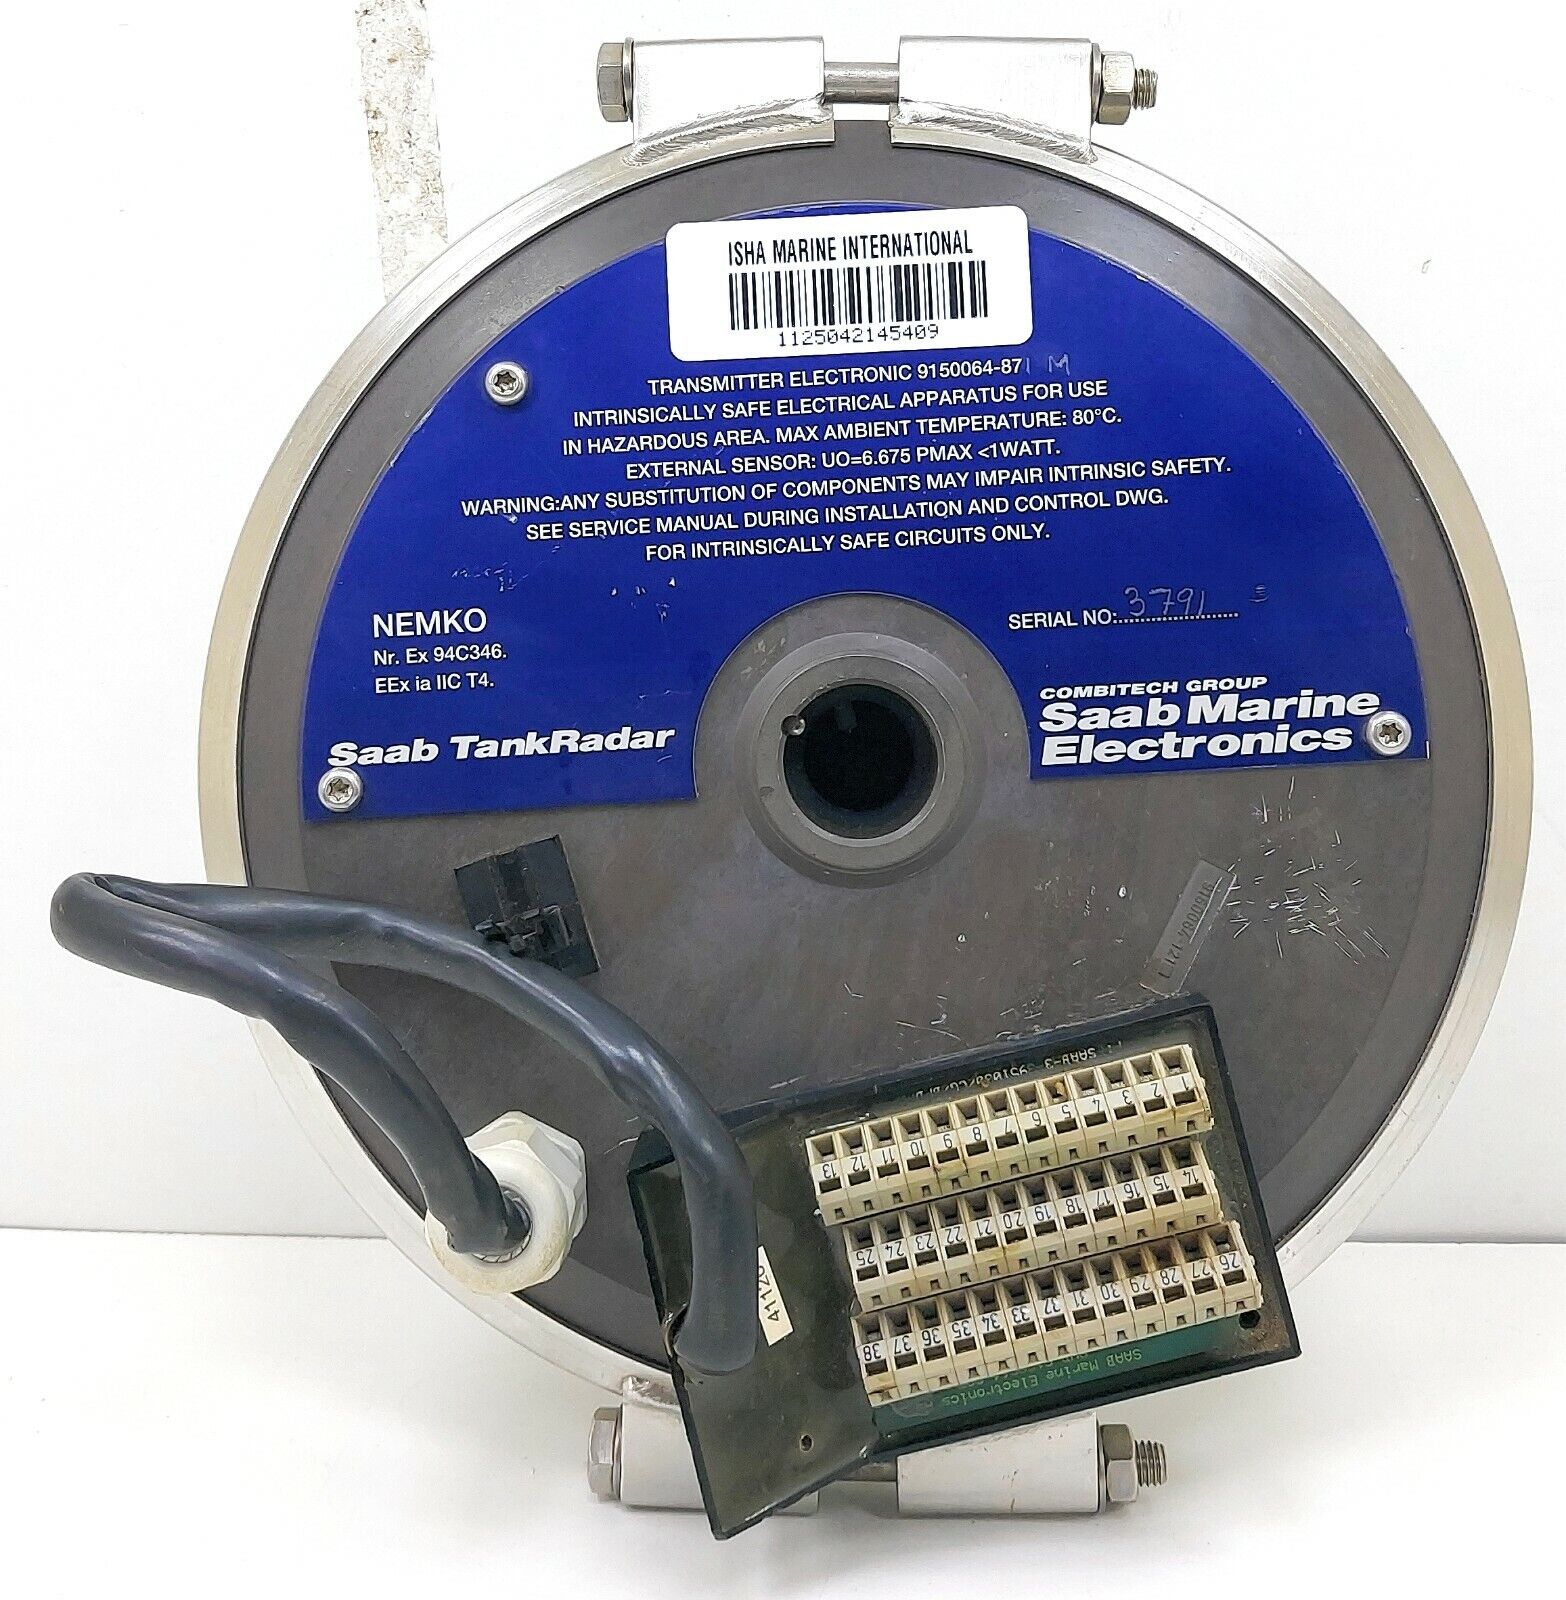 ISHA MARINE INTERNATIONAL
1125042145409
TRANSMITTER ELECTRONIC 9150064-871 M
INTRINSICALLY SAFE ELECTRICAL APPARATUS FOR USE
IN HAZARDOUS AREA. MAX AMBIENT TEMPERATURE: 80°C.
EXTERNAL SENSOR: UO=6.675 PMAX <1WATT.
WARNING:ANY SUBSTITUTION OF COMPONENTS MAY IMPAIR INTRINSIC SAFETY.
SEE SERVICE MANUAL DURING INSTALLATION AND CONTROL DWG.
FOR INTRINSICALLY SAFE CIRCUITS ONLY.
NEMKO
Nr. Ex 94C346.
EEx ia IIC T4.
SERIAL NO:..3791......
COMBITECH GROUP
Saab Marine
Electronics
Saab TankRadar
SAAB-3
13 12 11 10 9 8 7 6 5 4 3 2 1
25 24 23 22 21 20 19 18 17 16 15 14
38 37 36 35 34 33 32 31 30 29 28 27 26
SAAB Marine Electronics